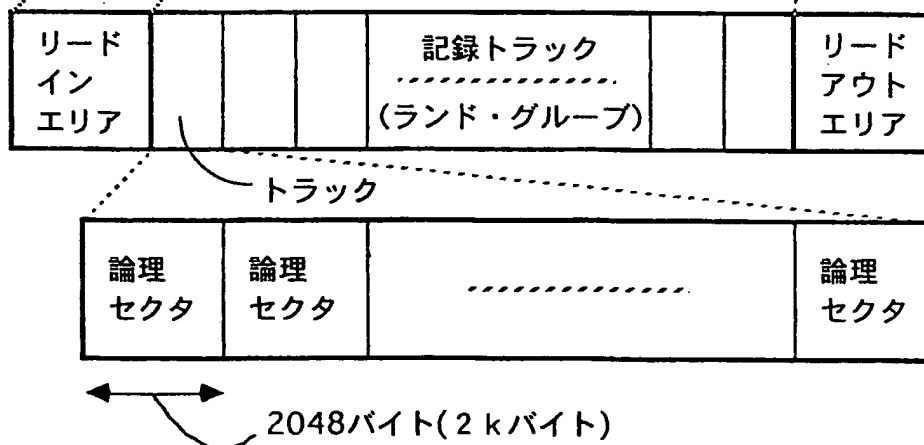 リード
イン
エリア
記録トラック
(ランド・グルーブ)
リード
アウト
エリア
トラック
論理
セクタ
論理
セクタ
論理
セクタ
2048バイト(2kバイト)